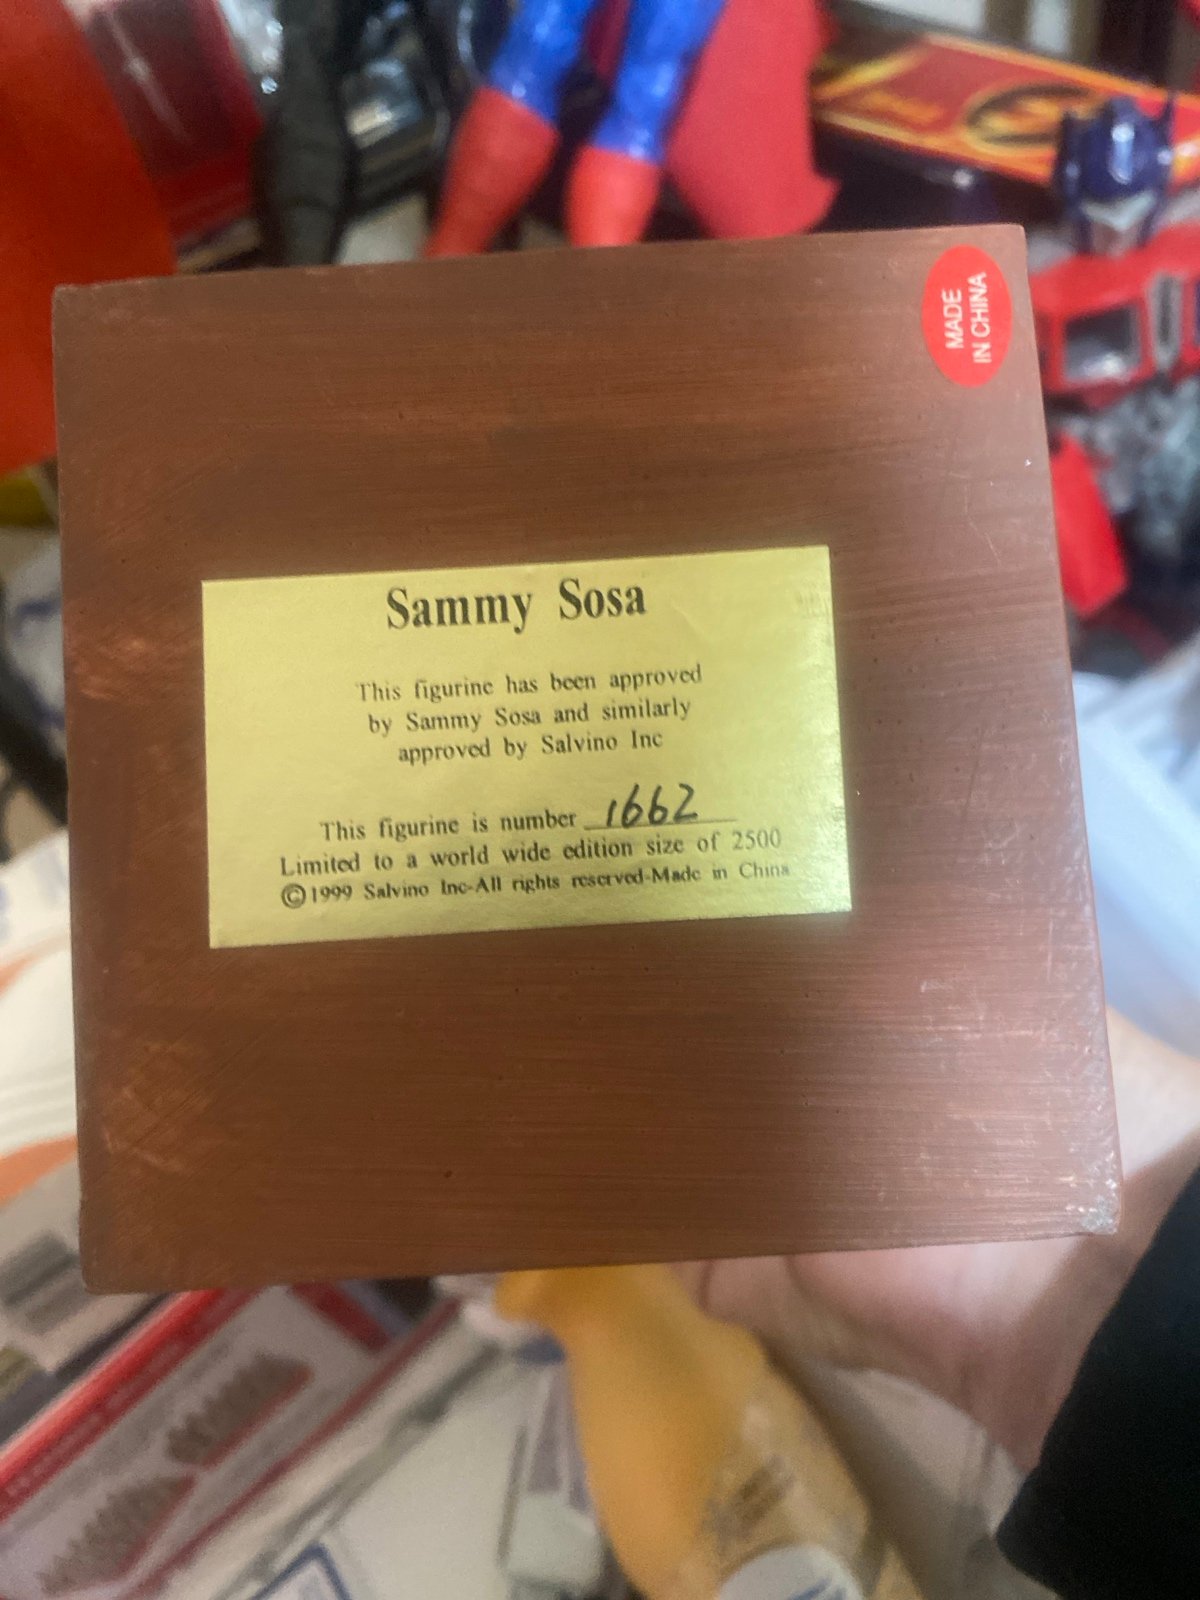 MADE
IN CHINA
Sammy Sosa
This figurine has been approved
by Sammy Sosa and similarly
approved by Salvino Inc
This figurine is number 1662
Limited to a world wide edition size of 2500
©1999 Salvino Inc-All rights reserved-Made in China